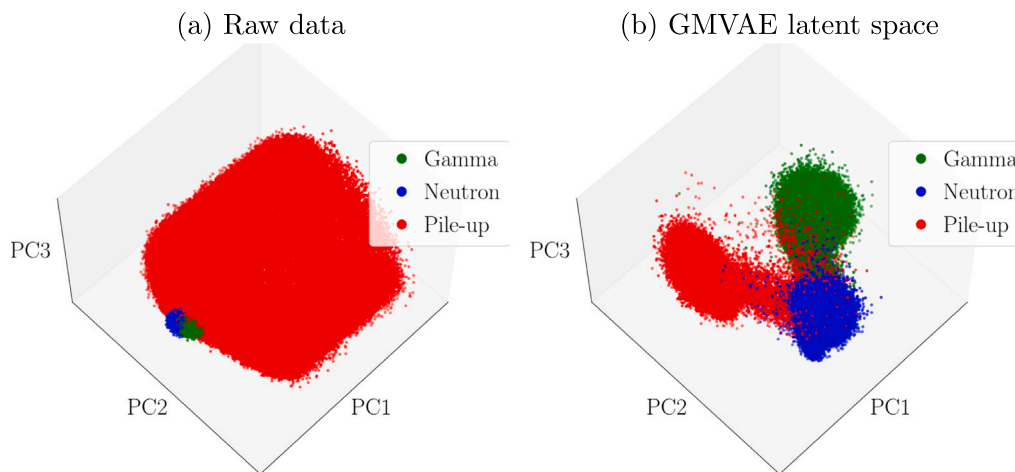 (a) Raw data
Gamma
Neutron
Pile-up
PC3
PC2
PC1
(b) GMVAE latent space
Gamma
Neutron
Pile-up
PC3
PC2
PC1